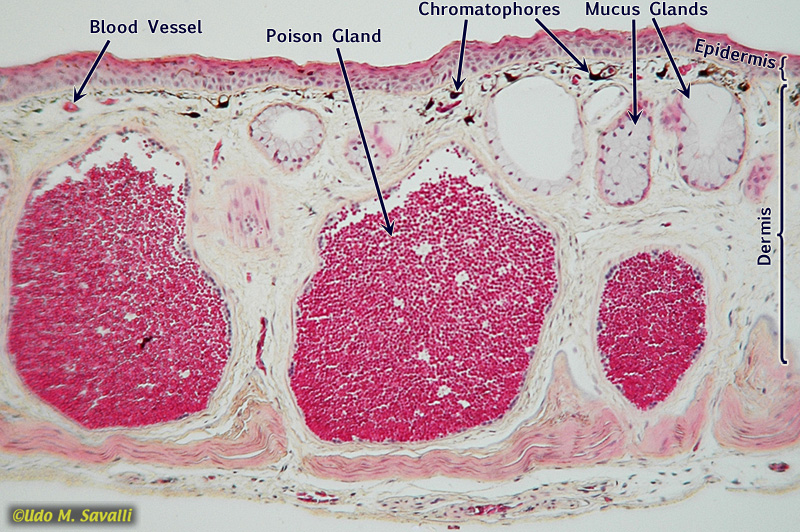 Chromatophores
Mucus Glands
Blood Vessel
Poison Gland
Epidermis
Dermis
©Udo M. Savalli